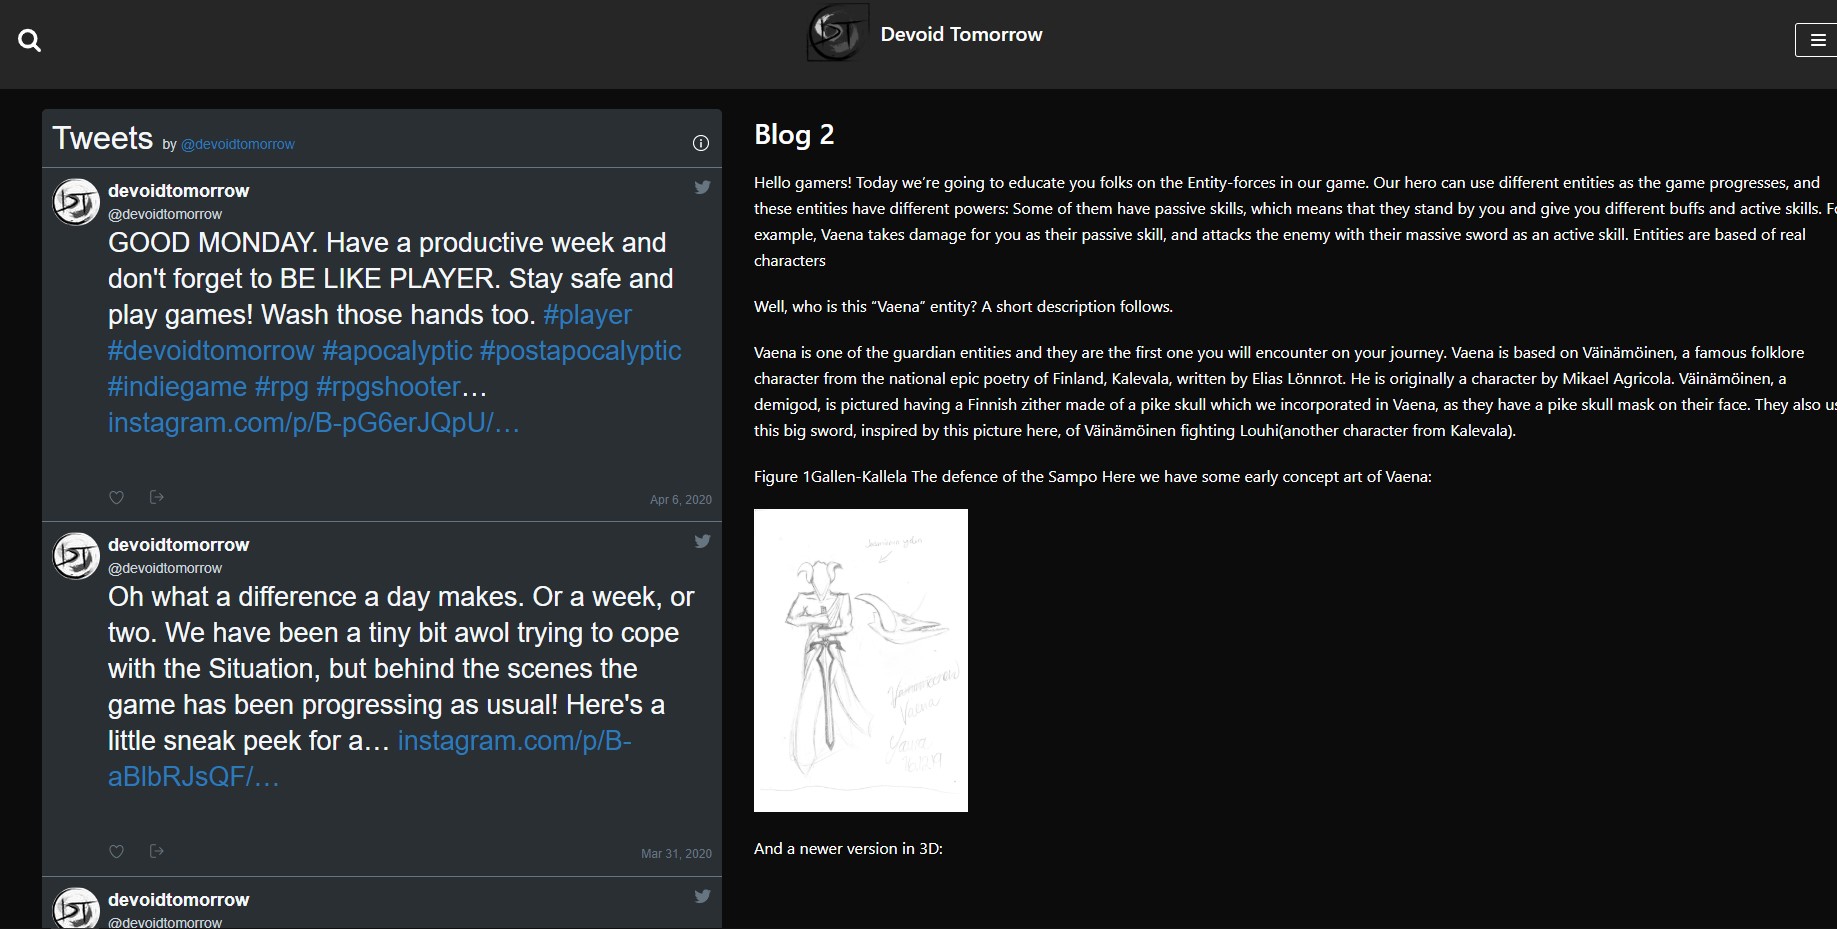 Devoid Tomorrow
Tweets by @devoidtomorrow
devoidtomorrow
@devoidtomorrow
GOOD MONDAY. Have a productive week and
don't forget to BE LIKE PLAYER. Stay safe and
play games! Wash those hands too. #player
#devoidtomorrow #apocalyptic #postapocalyptic
#indiegame #rpg #rpgshooter…
instagram.com/p/B-pG6erJQpU/…
Apr 6, 2020
devoidtomorrow
@devoidtomorrow
Oh what a difference a day makes. Or a week, or
two. We have been a tiny bit awol trying to cope
with the Situation, but behind the scenes the
game has been progressing as usual! Here's a
little sneak peek for a… instagram.com/p/B-
aBlbRJsQF/…
Mar 31, 2020
devoidtomorrow
@devoidtomorrow
Blog 2
Hello gamers! Today we're going to educate you folks on the Entity-forces in our game. Our hero can use different entities as the game progresses, and
these entities have different powers: Some of them have passive skills, which means that they stand by you and give you different buffs and active skills.
example, Vaena takes damage for you as their passive skill, and attacks the enemy with their massive sword as an active skill. Entities are based of real
characters
Well, who is this “Vaena” entity? A short description follows.
Vaena is one of the guardian entities and they are the first one you will encounter on your journey. Vaena is based on Väinämöinen, a famous folklore
character from the national epic poetry of Finland, Kalevala, written by Elias Lönnrot. He is originally a character by Mikael Agricola. Väinämöinen, a
demigod, is pictured having a Finnish zither made of a pike skull which we incorporated in Vaena, as they have a pike skull mask on their face. They also
this big sword, inspired by this picture here, of Väinämöinen fighting Louhi(another character from Kalevala).
Figure 1Gallen-Kallela The defence of the Sampo Here we have some early concept art of Vaena:
Vaena
And a newer version in 3D: